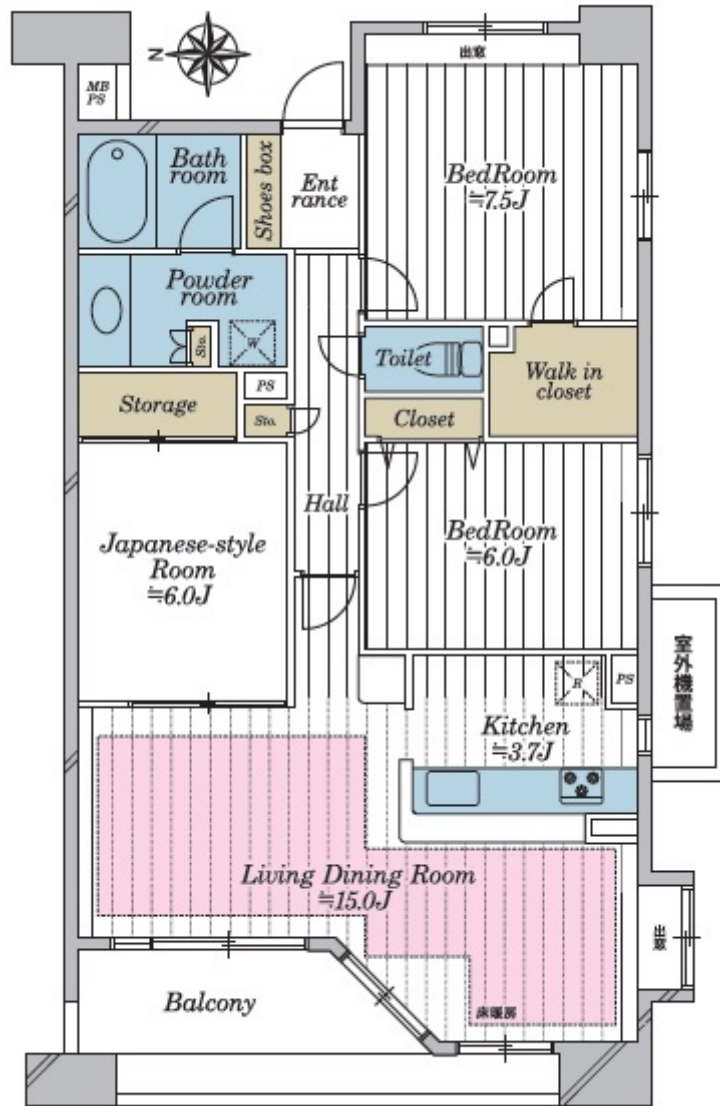 出窓
N
MB
PS
Bath
room
Shoes box
Ent
rance
BedRoom
≒7.5J
Powder
room
Sto.
W
Toilet
Walk in
closet
Storage
PS
Sto.
Closet
Hall
Japanese-style
Room
≒6.0J
BedRoom
≒6.0J
室外機置場
R
PS
Kitchen
≒3.7J
Living Dining Room
≒15.0J
出窓
Balcony
床暖房